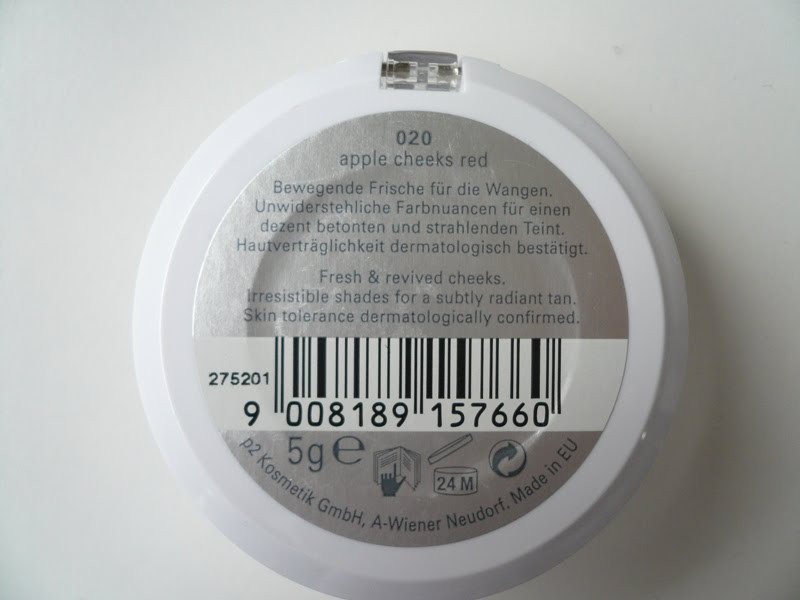 020
apple cheeks red
Bewegende Frische für die Wangen.
Unwiderstehliche Farbnuancen für einen
dezent betonten und strahlenden Teint.
Hautverträglichkeit dermatologisch bestätigt.
Fresh & revived cheeks.
Irresistible shades for a subtly radiant tan.
Skin tolerance dermatologically confirmed.
275201
9 008189 157660
5g ℮
24 M
p2 Kosmetik GmbH, A-Wiener Neudorf. Made in EU